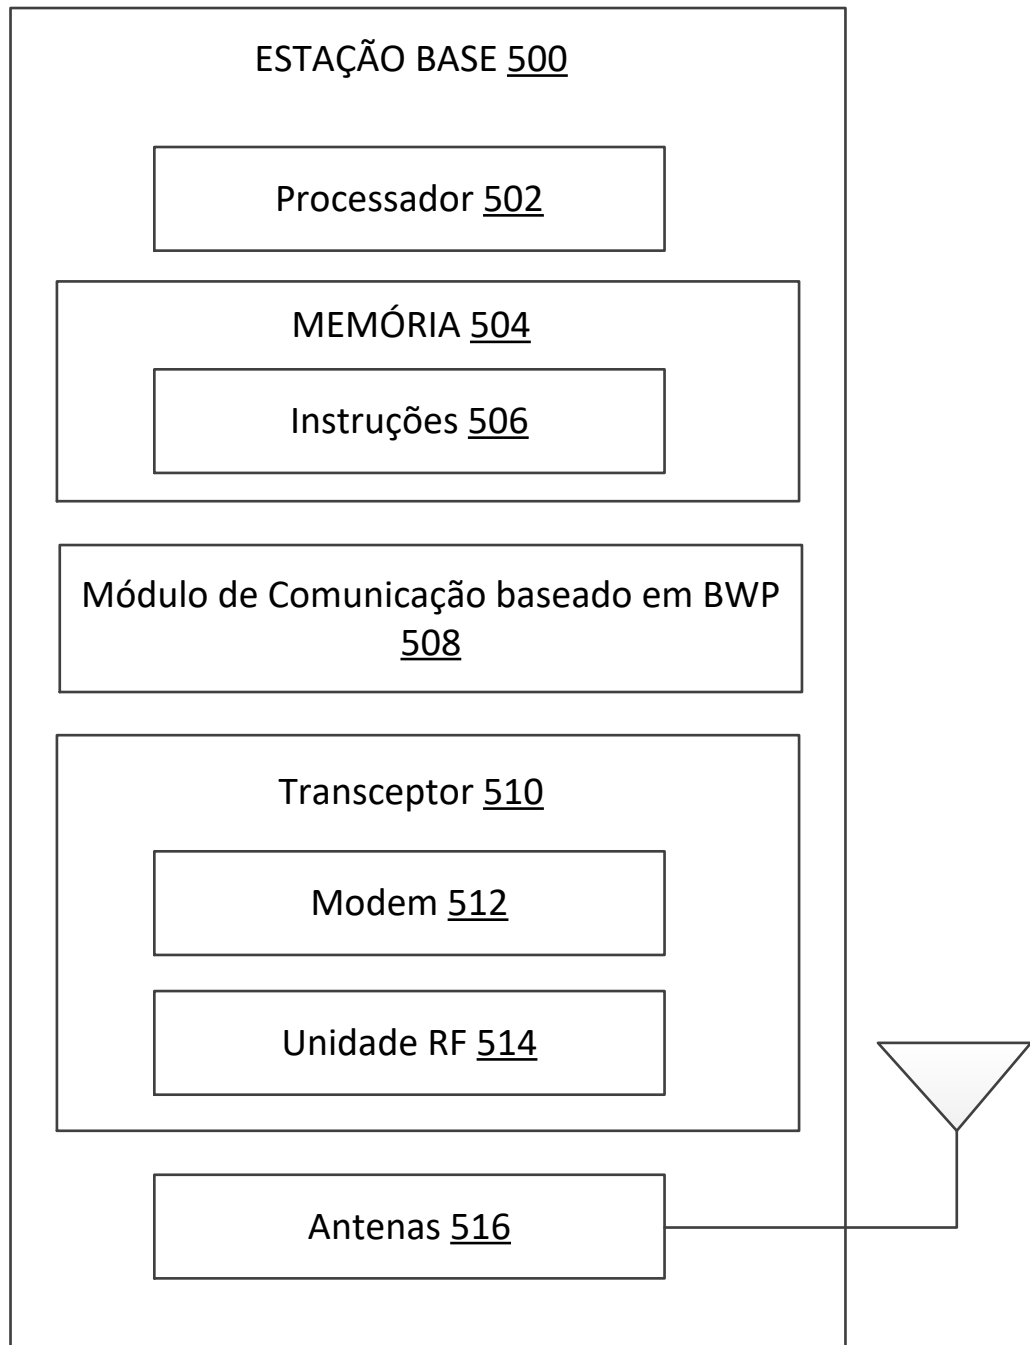 ESTAÇÃO BASE 500
Processador 502
MEMÓRIA 504
Instruções 506
Módulo de Comunicação baseado em BWP
508
Transceptor 510
Modem 512
Unidade RF 514
Antenas 516